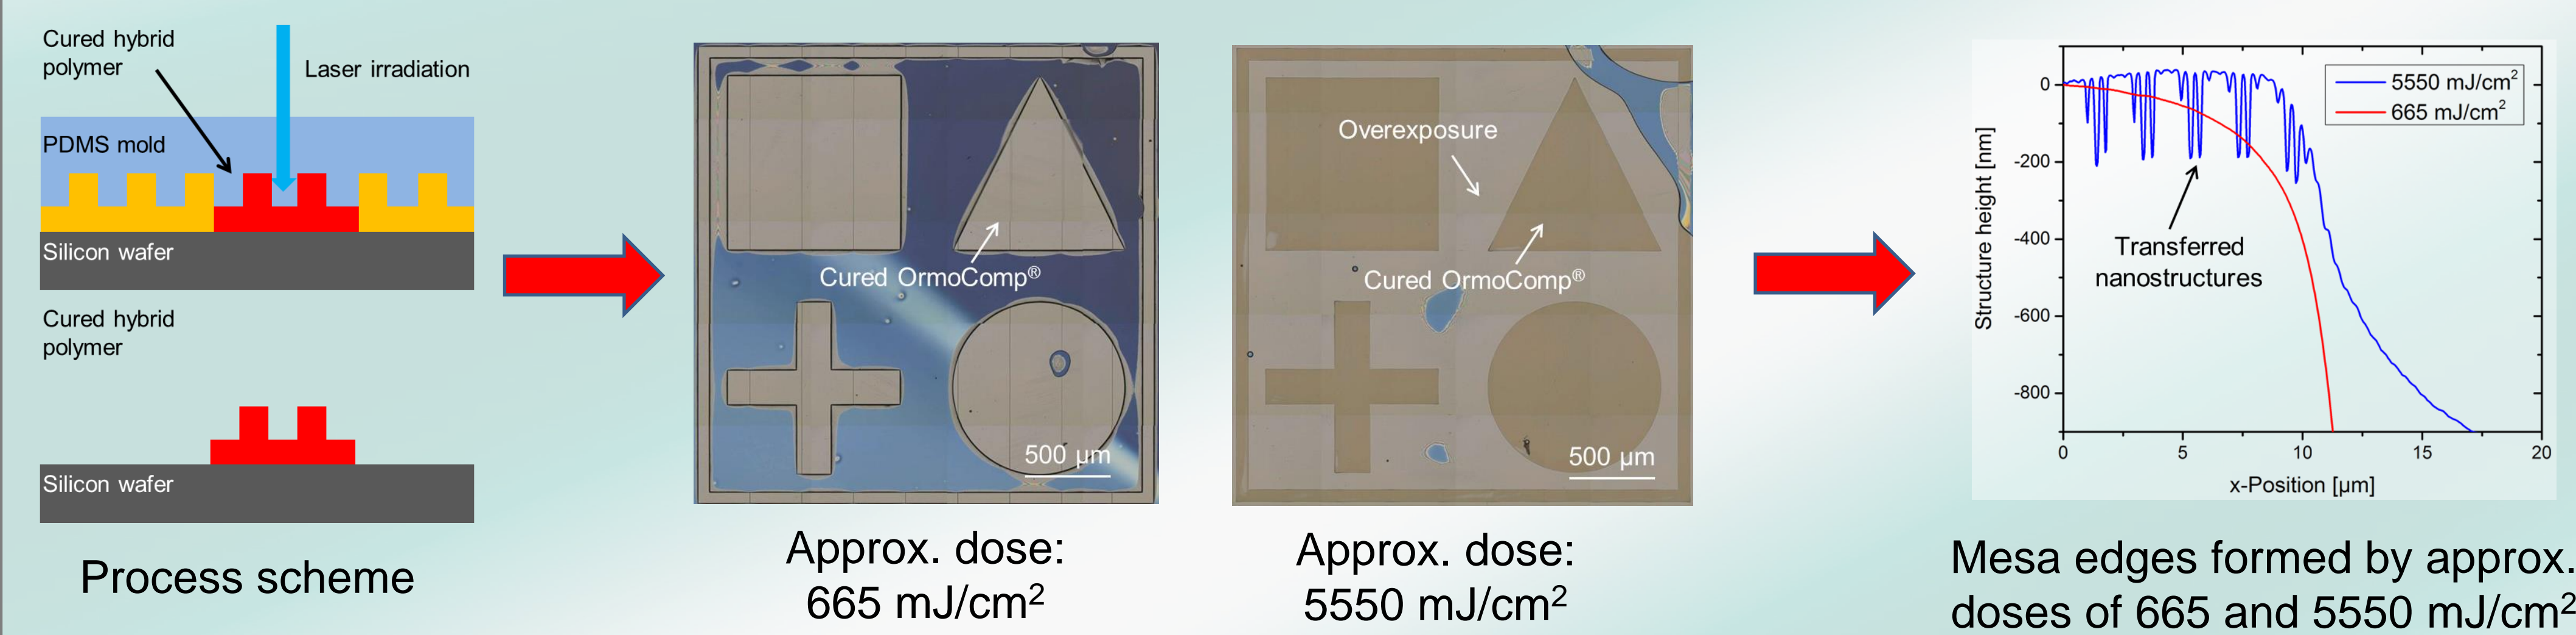 Cured hybrid
polymer
Laser irradiation
PDMS mold
Silicon wafer
Cured hybrid
polymer
Silicon wafer
Process scheme
Cured OrmoComp®
500 µm
Approx. dose:
665 mJ/cm²
Overexposure
Cured OrmoComp®
500 µm
Approx. dose:
5550 mJ/cm²
Structure height [nm]
0
-200
-400
-600
-800
5550 mJ/cm²
665 mJ/cm²
Transferred
nanostructures
0 5 10 15 20
x-Position [µm]
Mesa edges formed by approx.
doses of 665 and 5550 mJ/cm²